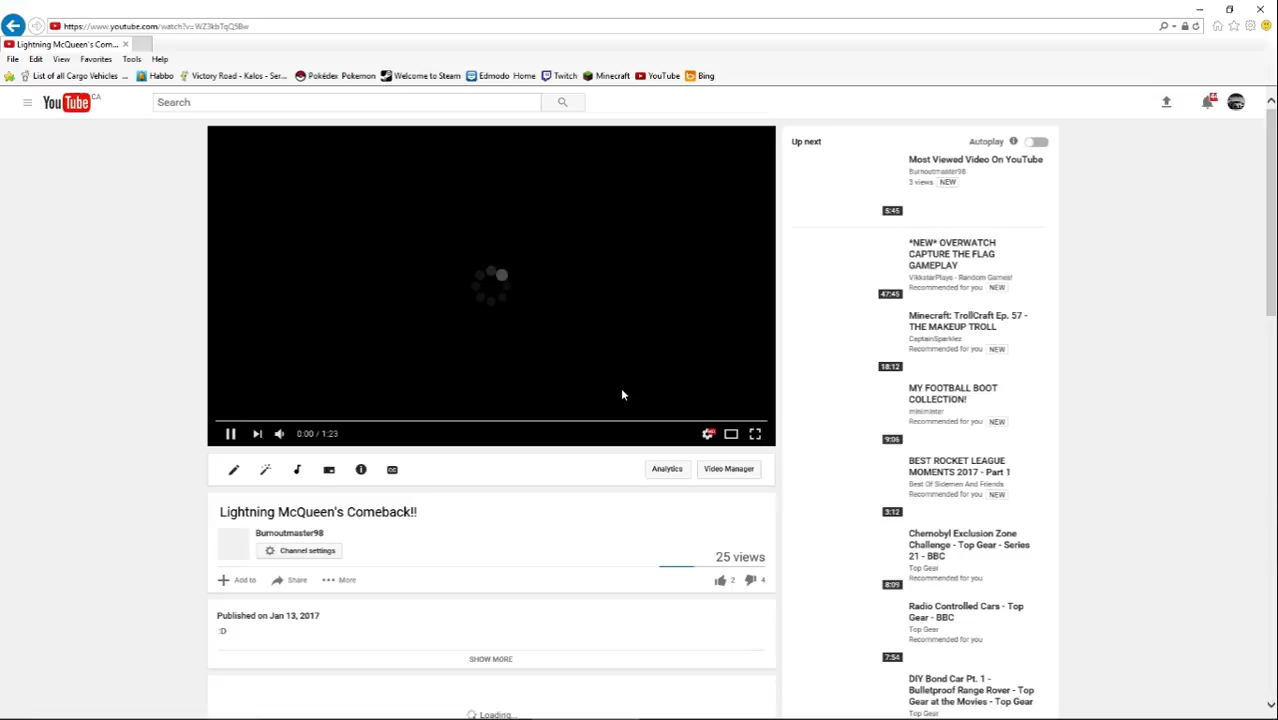 https://www.youtube.com/watch?v=WZ3kbTqQ5Bw
Lightning McQueen's Com...
File Edit View Favorites Tools Help
List of all Cargo Vehicles ... Habbo Victory Road - Kalos - Ser... Pokédex Pokemon Welcome to Steam Edmodo Home Twitch Minecraft YouTube Bing
YouTube CA
Search
Up next
Autoplay
Most Viewed Video On YouTube
Burnoutmaster98
3 views NEW
5:45
*NEW* OVERWATCH
CAPTURE THE FLAG
GAMEPLAY
VikkstarPlays - Random Games!
Recommended for you NEW
47:45
Minecraft: TrollCraft Ep. 57 -
THE MAKEUP TROLL
CaptainSparklez
Recommended for you NEW
18:12
MY FOOTBALL BOOT
COLLECTION!
miniminter
Recommended for you NEW
9:06
BEST ROCKET LEAGUE
MOMENTS 2017 - Part 1
Best Of Sidemen And Friends
Recommended for you NEW
3:12
Chernobyl Exclusion Zone
Challenge - Top Gear - Series
21 - BBC
Top Gear
Recommended for you
8:09
Radio Controlled Cars - Top
Gear - BBC
Top Gear
Recommended for you
7:54
DIY Bond Car Pt. 1 -
Bulletproof Range Rover - Top
Gear at the Movies - Top Gear
Top Gear
0:00 / 1:23
Analytics
Video Manager
Lightning McQueen's Comeback!!
Burnoutmaster98
Channel settings
25 views
Add to Share More
2 4
Published on Jan 13, 2017
:D
SHOW MORE
Loading...